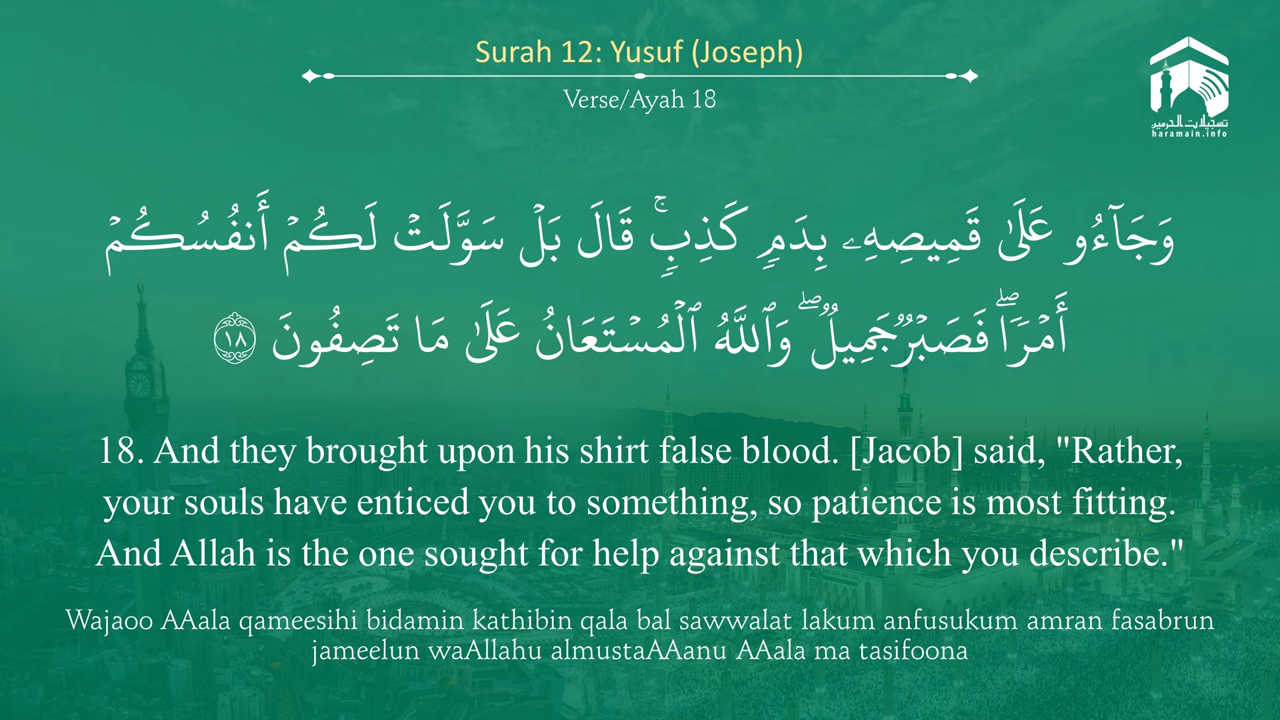 Surah 12: Yusuf (Joseph)
Verse/Ayah 18
تسجيلات الحرمين
haramain.info
وَجَآءُو عَلَىٰ قَمِيصِهِۦ بِدَمٍۢ كَذِبٍۢ ۚ قَالَ بَلْ سَوَّلَتْ لَكُمْ أَنفُسُكُمْ
أَمْرًۭا ۖ فَصَبْرٌۭ جَمِيلٌۭ ۖ وَٱللَّهُ ٱلْمُسْتَعَانُ عَلَىٰ مَا تَصِفُونَ ١٨
18. And they brought upon his shirt false blood. [Jacob] said, "Rather,
your souls have enticed you to something, so patience is most fitting.
And Allah is the one sought for help against that which you describe."
Wajaoo AAala qameesihi bidamin kathibin qala bal sawwalat lakum anfusukum amran fasabrun
jameelun waAllahu almustaAAanu AAala ma tasifoona